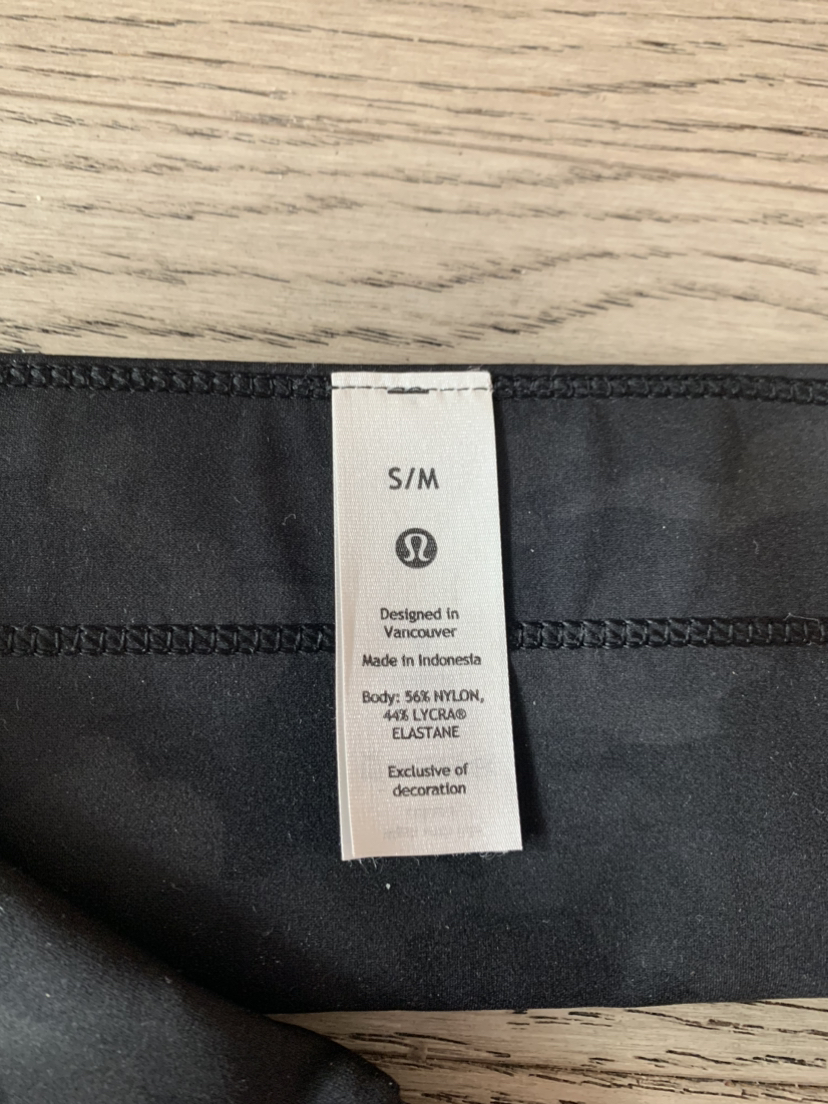 S/M
Designed in
Vancouver
Made in Indonesia
Body: 56% NYLON,
44% LYCRA®
ELASTANE
Exclusive of
decoration